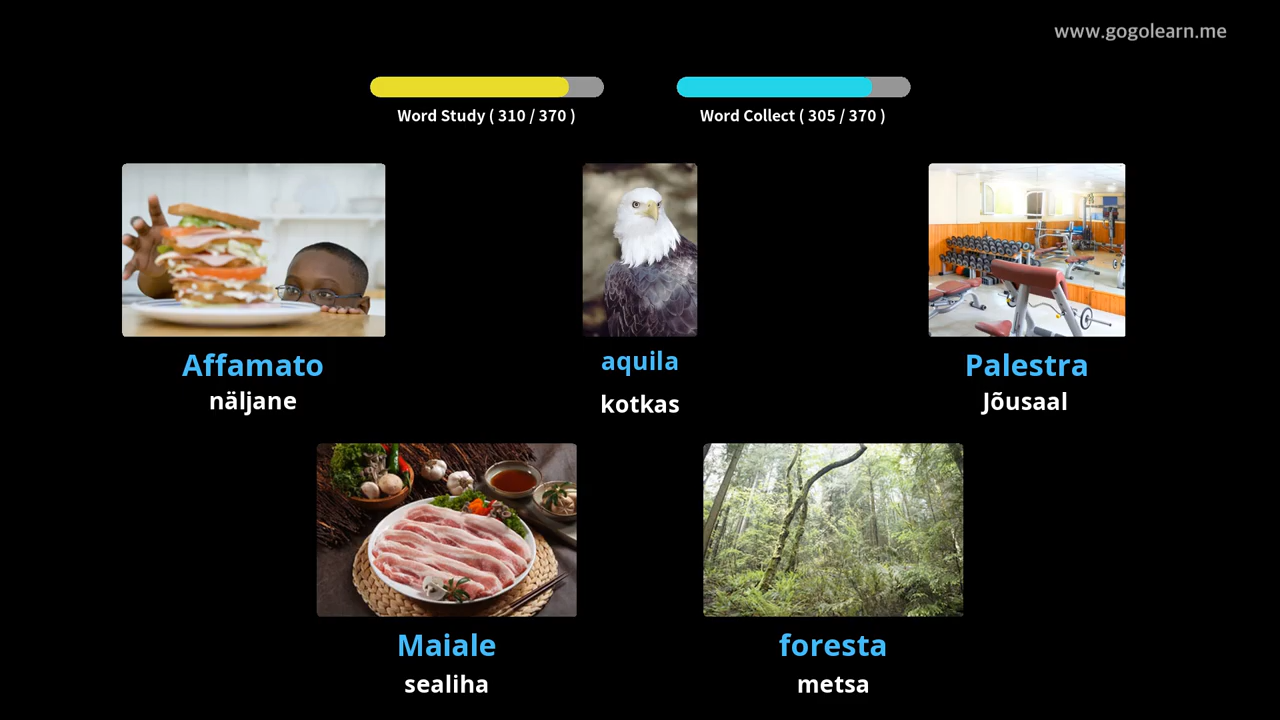 www.gogolearn.me
Word Study ( 310 / 370 )
Word Collect ( 305 / 370 )
Affamato
näljane
aquila
kotkas
Palestra
Jõusaal
Maiale
sealiha
foresta
metsa